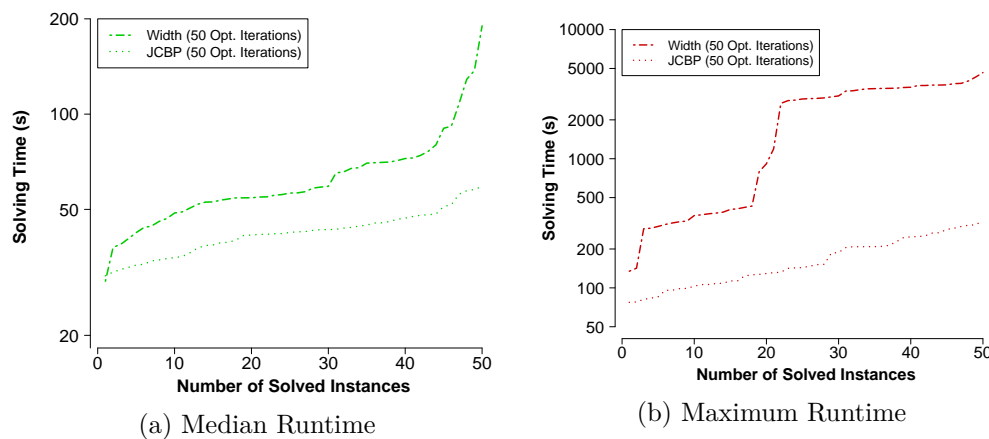 Width (50 Opt. Iterations)
JCBP (50 Opt. Iterations)
200
100
50
20
Solving Time (s)
0 10 20 30 40 50
Number of Solved Instances
(a) Median Runtime
Width (50 Opt. Iterations)
JCBP (50 Opt. Iterations)
10000
5000
2000
1000
500
200
100
50
Solving Time (s)
0 10 20 30 40 50
Number of Solved Instances
(b) Maximum Runtime